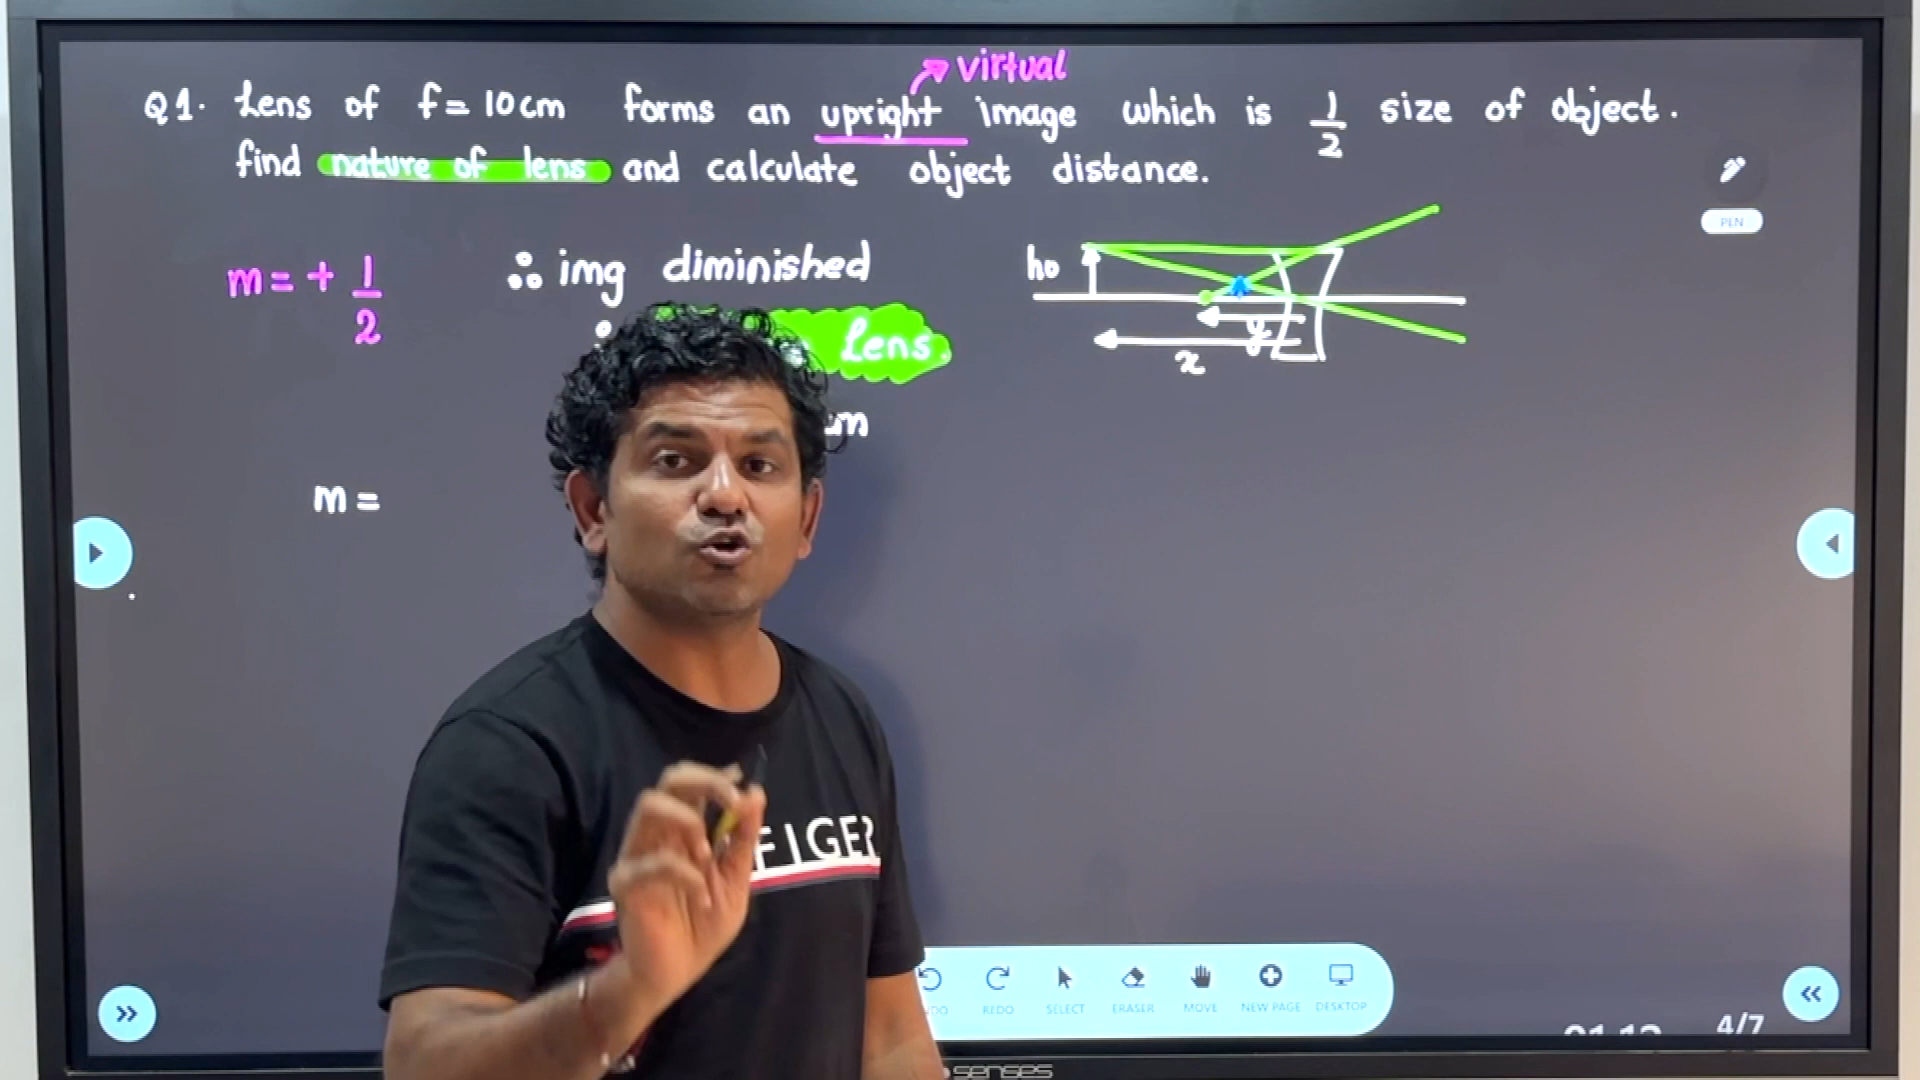 virtual
Q1. Lens of f = 10cm forms an upright image which is 1/2 size of object.
find nature of lens and calculate object distance.
PEN
m = + 1/2
∴ img diminished
ho
Lens.
y
x
cm
m =
FIGER
REDO SELECT ERASER MOVE NEW PAGE DESKTOP
4/7
senses